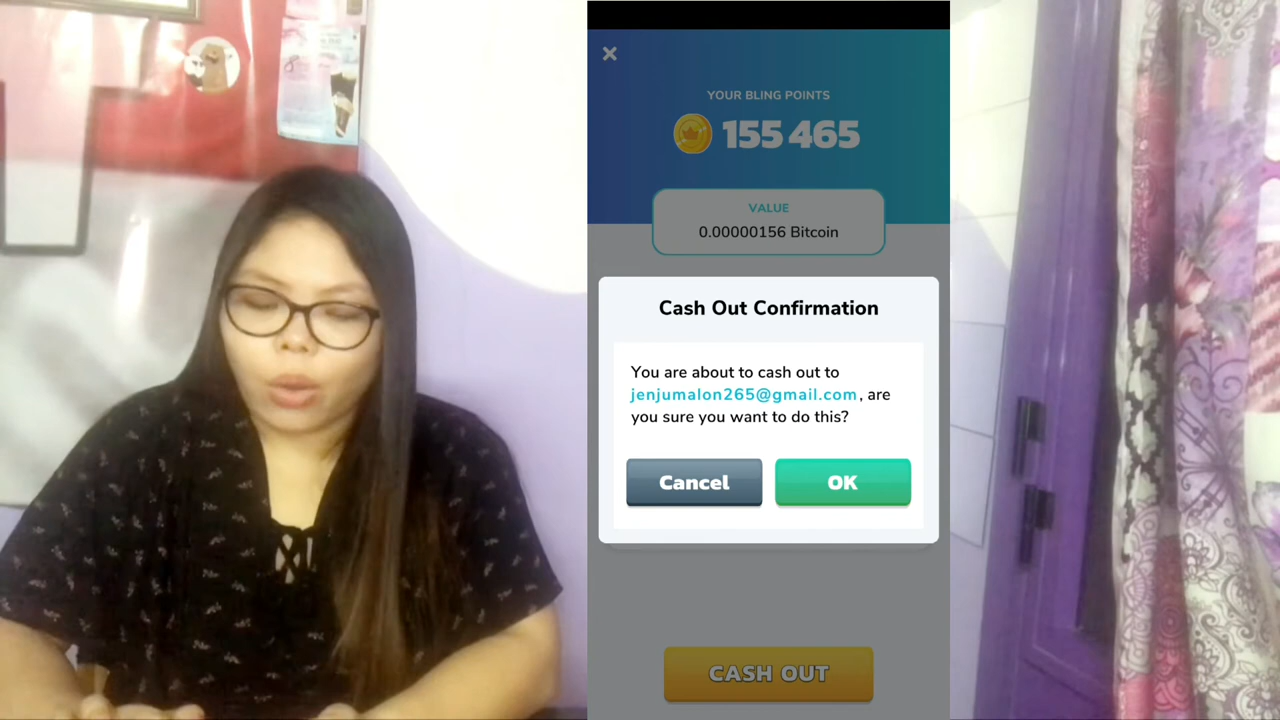 YOUR BLING POINTS
155 465
VALUE
0.00000156 Bitcoin
Cash Out Confirmation
You are about to cash out to
jenjumalon265@gmail.com, are
you sure you want to do this?
Cancel
OK
CASH OUT